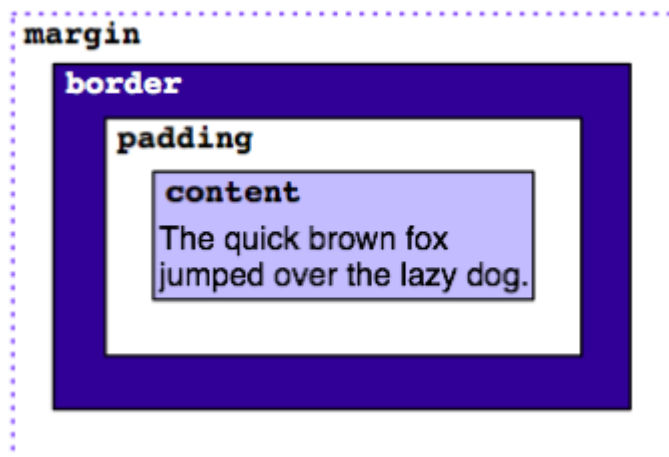 margin
border
padding
content
The quick brown fox
jumped over the lazy dog.